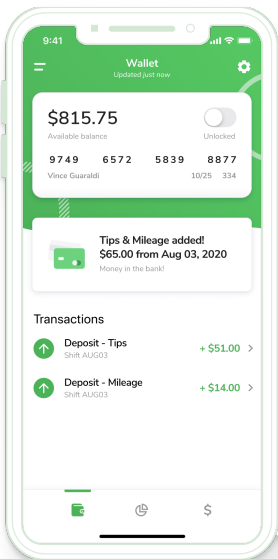 9:41
Wallet
Updated just now
$815.75
Available balance
Unlocked
9749 6572 5839 8877
Vince Guaraldi 10/25 334
Tips & Mileage added!
$65.00 from Aug 03, 2020
Money in the bank!
Transactions
Deposit - Tips
Shift AUG03
+ $51.00
Deposit - Mileage
Shift AUG03
+ $14.00
$